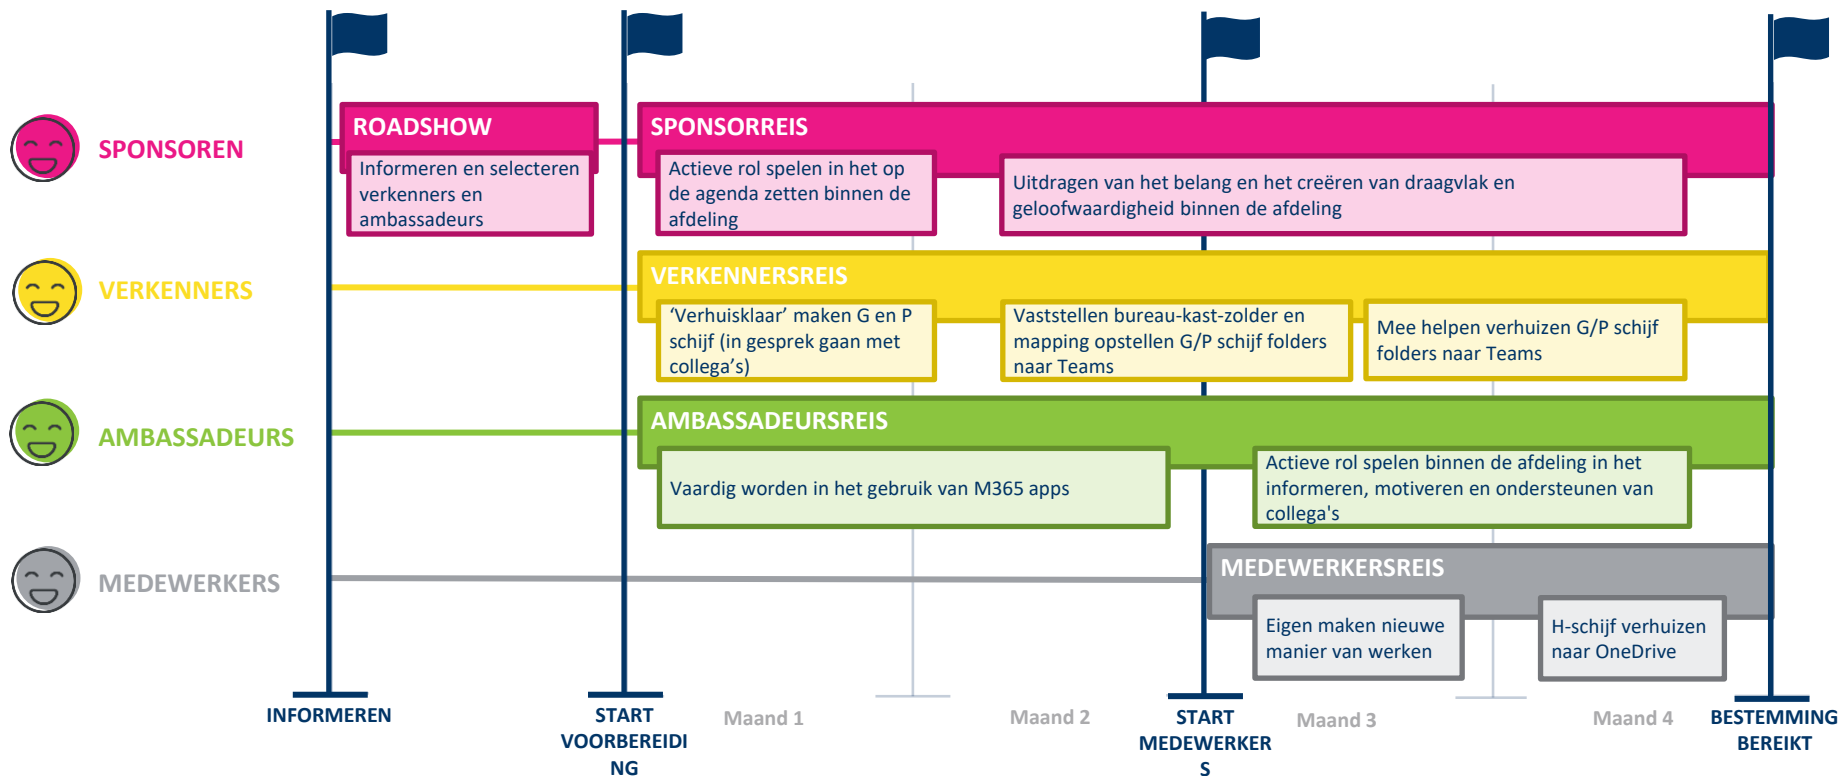 SPONSOREN
ROADSHOW
Informeren en selecteren
verkenners en
ambassadeurs
SPONSORREIS
Actieve rol spelen in het op
de agenda zetten binnen de
afdeling
Uitdragen van het belang en het creëren van draagvlak en
geloofwaardigheid binnen de afdeling
VERKENNERS
VERKENNERSREIS
‘Verhuisklaar’ maken G en P
schijf (in gesprek gaan met
collega’s)
Vaststellen bureau-kast-zolder en
mapping opstellen G/P schijf folders
naar Teams
Mee helpen verhuizen G/P schijf
folders naar Teams
AMBASSADEURS
AMBASSADEURSREIS
Vaardig worden in het gebruik van M365 apps
Actieve rol spelen binnen de afdeling in het
informeren, motiveren en ondersteunen van
collega's
MEDEWERKERS
MEDEWERKERSREIS
Eigen maken nieuwe
manier van werken
H-schijf verhuizen
naar OneDrive
INFORMEREN
START
VOORBEREIDI
NG
Maand 1
Maand 2
START
MEDEWERKER
S
Maand 3
Maand 4
BESTEMMING
BEREIKT